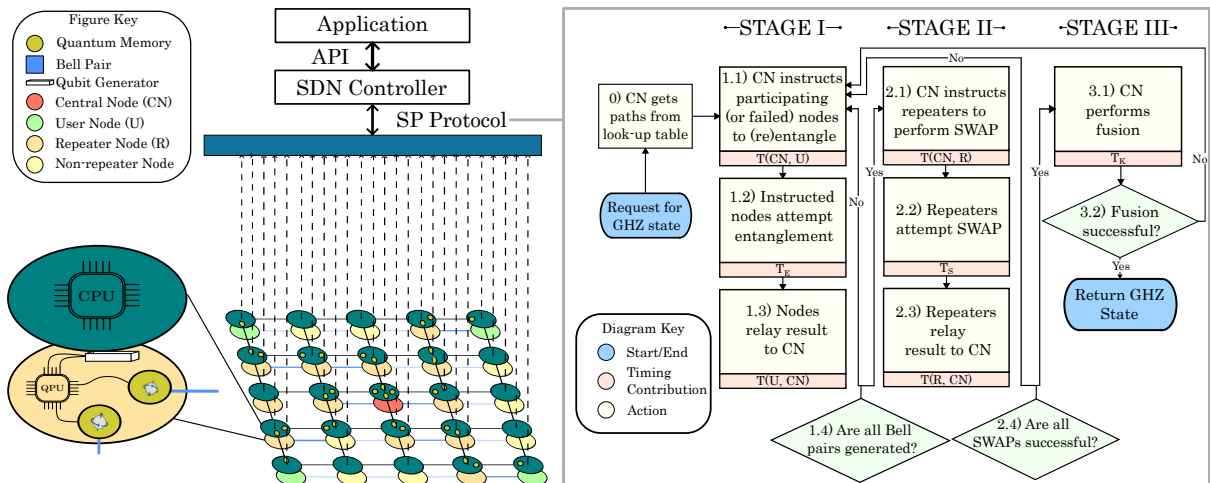 Figure Key
Quantum Memory
Bell Pair
Qubit Generator
Central Node (CN)
User Node (U)
Repeater Node (R)
Non-repeater Node
Application
API
SDN Controller
SP Protocol
CPU
QPU
STAGE I
STAGE II
STAGE III
0) CN gets
paths from
look-up table
Request for
GHZ state
1.1) CN instructs
participating
(or failed) nodes
to (re)entangle
T(CN, U)
1.2) Instructed
nodes attempt
entanglement
T_E
1.3) Nodes
relay result
to CN
T(U, CN)
1.4) Are all Bell
pairs generated?
No
Yes
2.1) CN instructs
repeaters to
perform SWAP
T(CN, R)
2.2) Repeaters
attempt SWAP
T_S
2.3) Repeaters
relay
result to CN
T(R, CN)
2.4) Are all
SWAPs successful?
No
Yes
3.1) CN
performs
fusion
T_K
3.2) Fusion
successful?
No
Yes
Return GHZ
State
Diagram Key
Start/End
Timing
Contribution
Action